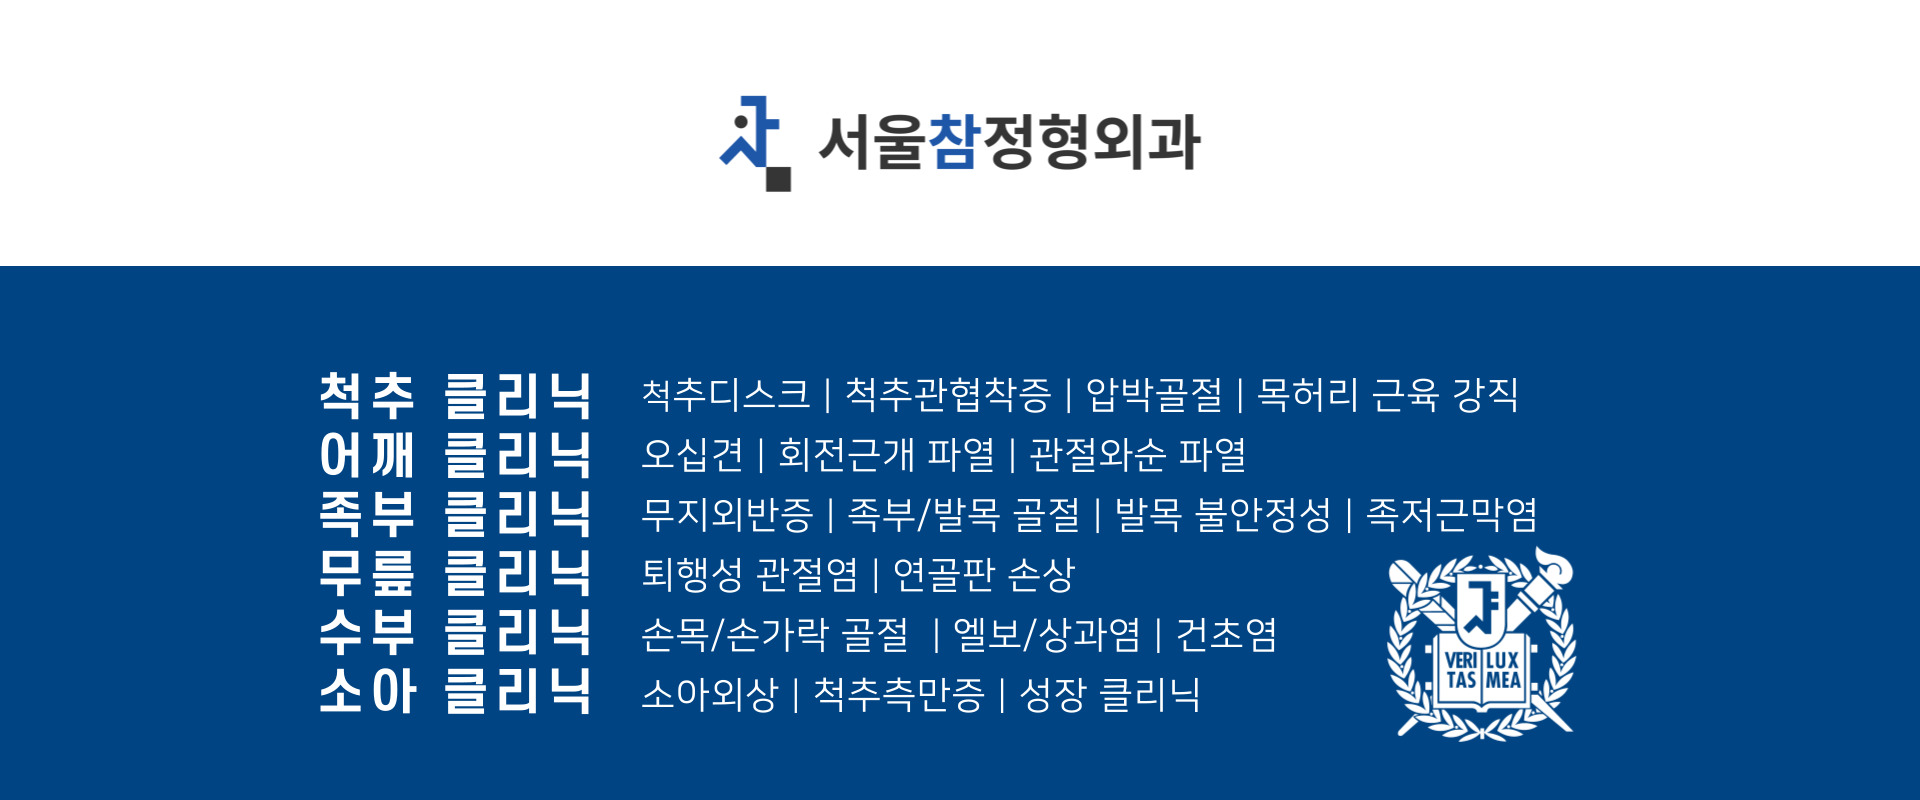 서울참정형외과
척추 클리닉 척추디스크 | 척추관협착증 | 압박골절 | 목허리 근육 강직
어깨 클리닉 오십견 | 회전근개 파열 | 관절와순 파열
족부 클리닉 무지외반증 | 족부/발목 골절 | 발목 불안정성 | 족저근막염
무릎 클리닉 퇴행성 관절염 | 연골판 손상
수부 클리닉 손목/손가락 골절 | 엘보/상과염 | 건초염
소아 클리닉 소아외상 | 척추측만증 | 성장 클리닉
VERI LUX
TAS MEA